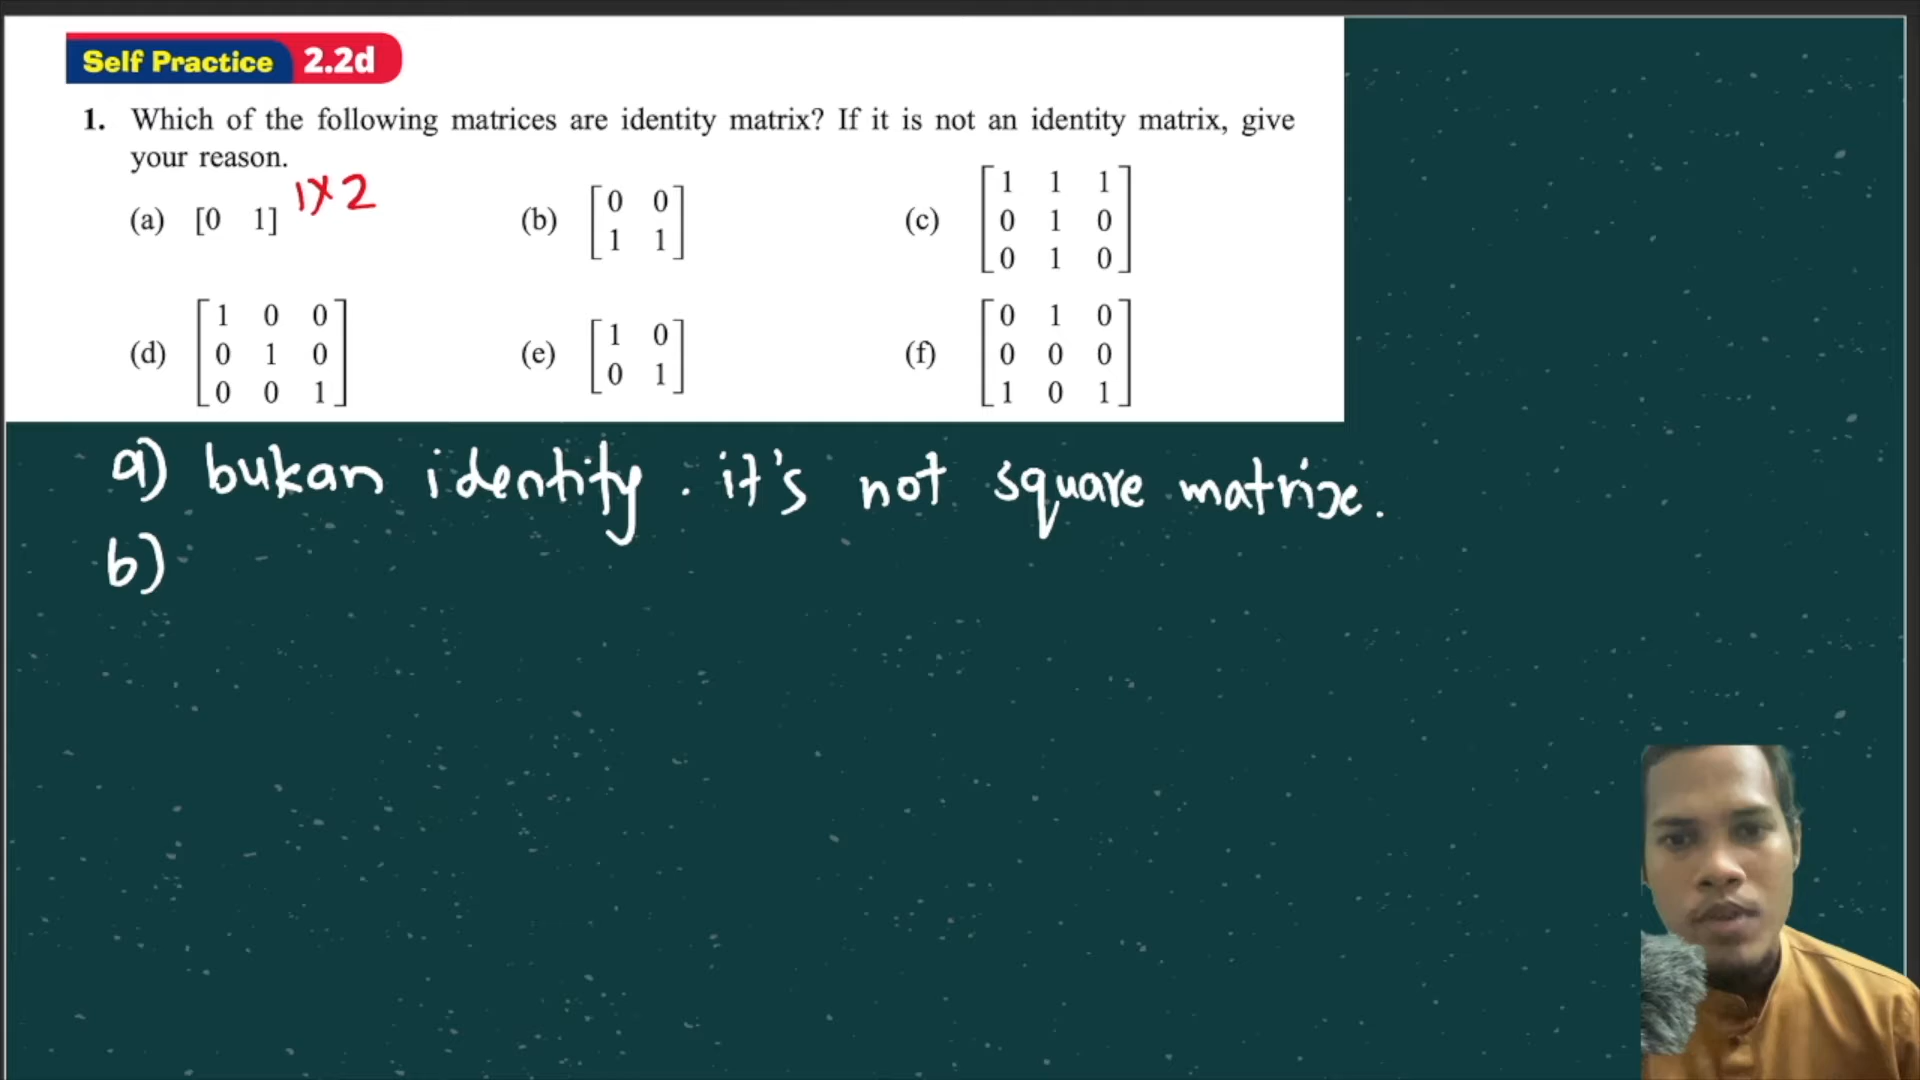 Self Practice 2.2d
1. Which of the following matrices are identity matrix? If it is not an identity matrix, give
your reason.
(a) [0 1] 1×2
(b) [0 0
1 1]
(c) [1 1 1
0 1 0
0 1 0]
(d) [1 0 0
0 1 0
0 0 1]
(e) [1 0
0 1]
(f) [0 1 0
0 0 0
1 0 1]
a) bukan identity. it's not square matrix.
b)